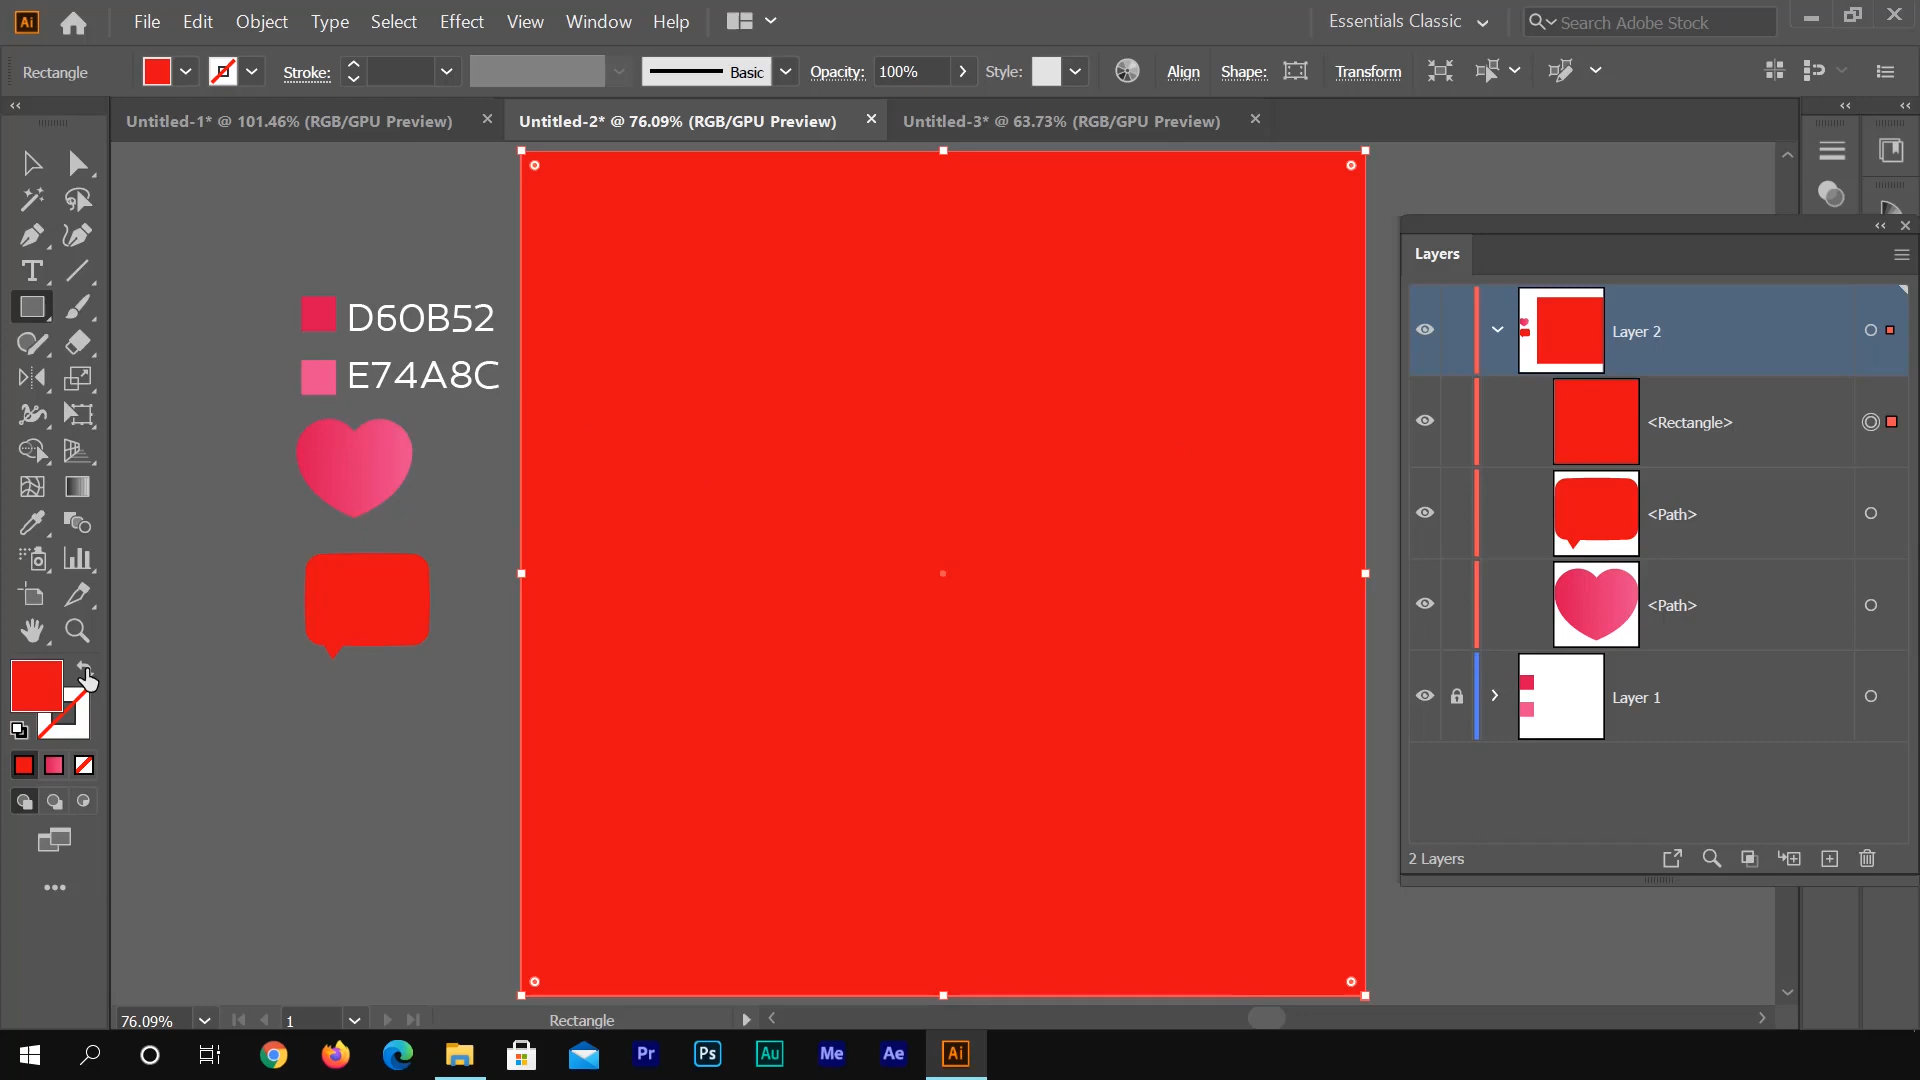 Ai File Edit Object Type Select Effect View Window Help Essentials Classic Search Adobe Stock
Rectangle Stroke: Basic Opacity: 100% Style: Align Shape: Transform
Untitled-1* @ 101.46% (RGB/GPU Preview) Untitled-2* @ 76.09% (RGB/GPU Preview) Untitled-3* @ 63.73% (RGB/GPU Preview)
Layers
D60B52
Layer 2
E74A8C
<Rectangle>
<Path>
<Path>
Layer 1
2 Layers
76.09% 1 Rectangle
Pr Ps Au Me Ae Ai